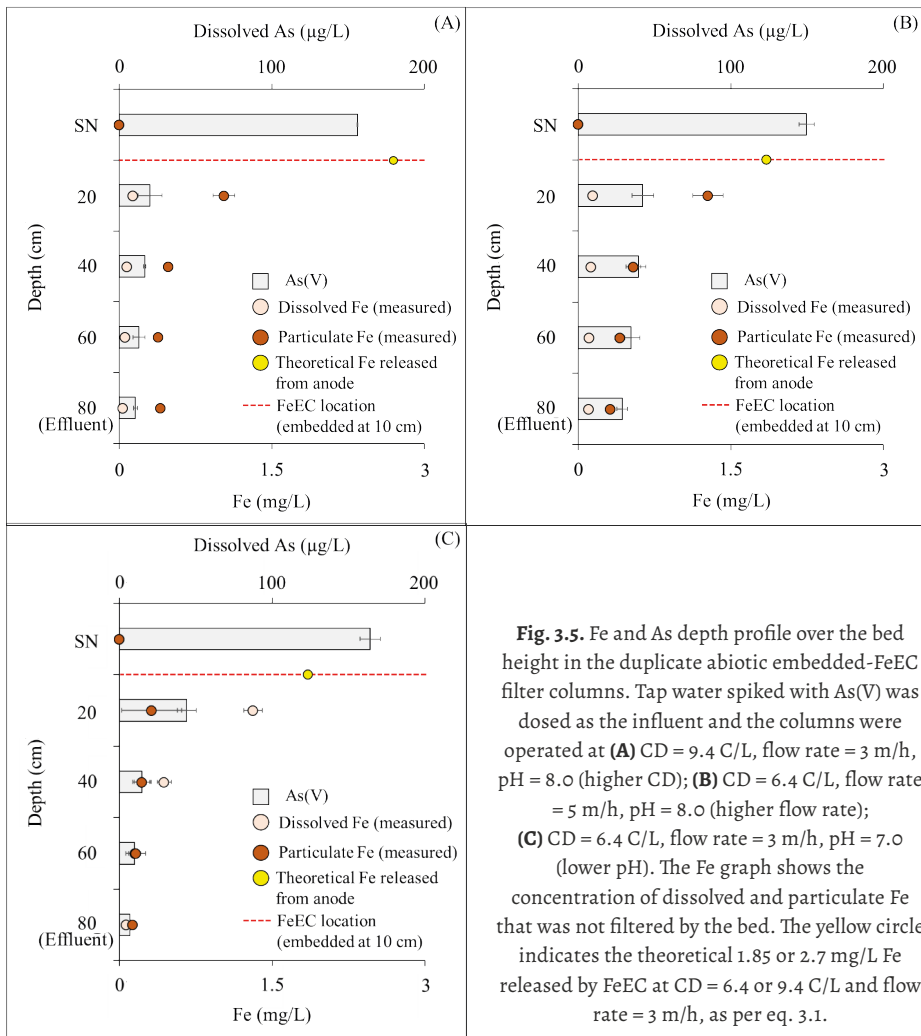 (A)
Dissolved As (µg/L)
0 100 200
SN
20
40
60
80
(Effluent)
Depth (cm)
As(V)
Dissolved Fe (measured)
Particulate Fe (measured)
Theoretical Fe released
from anode
FeEC location
(embedded at 10 cm)
0 1.5 3
Fe (mg/L)
(B)
Dissolved As (µg/L)
0 100 200
SN
20
40
60
80
(Effluent)
Depth (cm)
As(V)
Dissolved Fe (measured)
Particulate Fe (measured)
Theoretical Fe released
from anode
FeEC location
(embedded at 10 cm)
0 1.5 3
Fe (mg/L)
(C)
Dissolved As (µg/L)
0 100 200
SN
20
40
60
80
(Effluent)
Depth (cm)
As(V)
Dissolved Fe (measured)
Particulate Fe (measured)
Theoretical Fe released
from anode
FeEC location
(embedded at 10 cm)
0 1.5 3
Fe (mg/L)
Fig. 3.5. Fe and As depth profile over the bed
height in the duplicate abiotic embedded-FeEC
filter columns. Tap water spiked with As(V) was
dosed as the influent and the columns were
operated at (A) CD = 9.4 C/L, flow rate = 3 m/h,
pH = 8.0 (higher CD); (B) CD = 6.4 C/L, flow rate
= 5 m/h, pH = 8.0 (higher flow rate);
(C) CD = 6.4 C/L, flow rate = 3 m/h, pH = 7.0
(lower pH). The Fe graph shows the
concentration of dissolved and particulate Fe
that was not filtered by the bed. The yellow circle
indicates the theoretical 1.85 or 2.7 mg/L Fe
released by FeEC at CD = 6.4 or 9.4 C/L and flow
rate = 3 m/h, as per eq. 3.1.